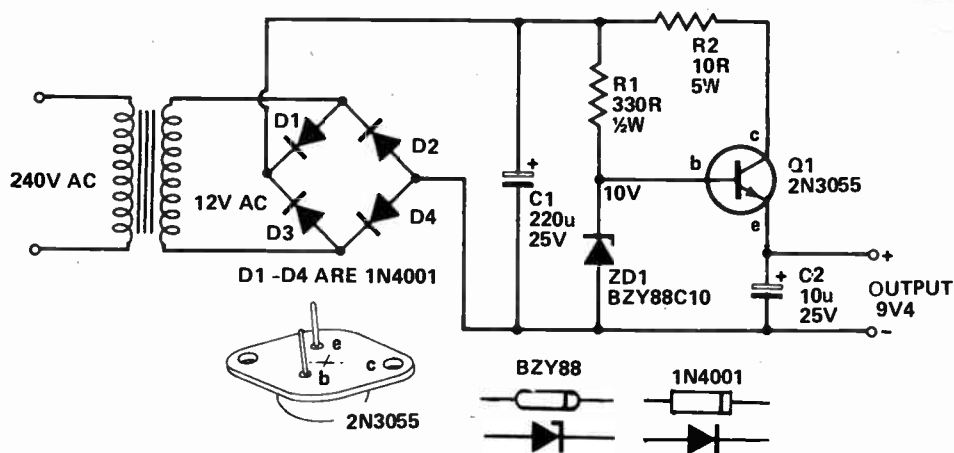 240V AC
12V AC
D1
D2
D3
D4
D1 -D4 ARE 1N4001
+
C1
220u
25V
R1
330R
½W
R2
10R
5W
10V
ZD1
BZY88C10
b
c
e
Q1
2N3055
+
C2
10u
25V
+
OUTPUT
9V4
-
e
b
c
2N3055
BZY88
1N4001